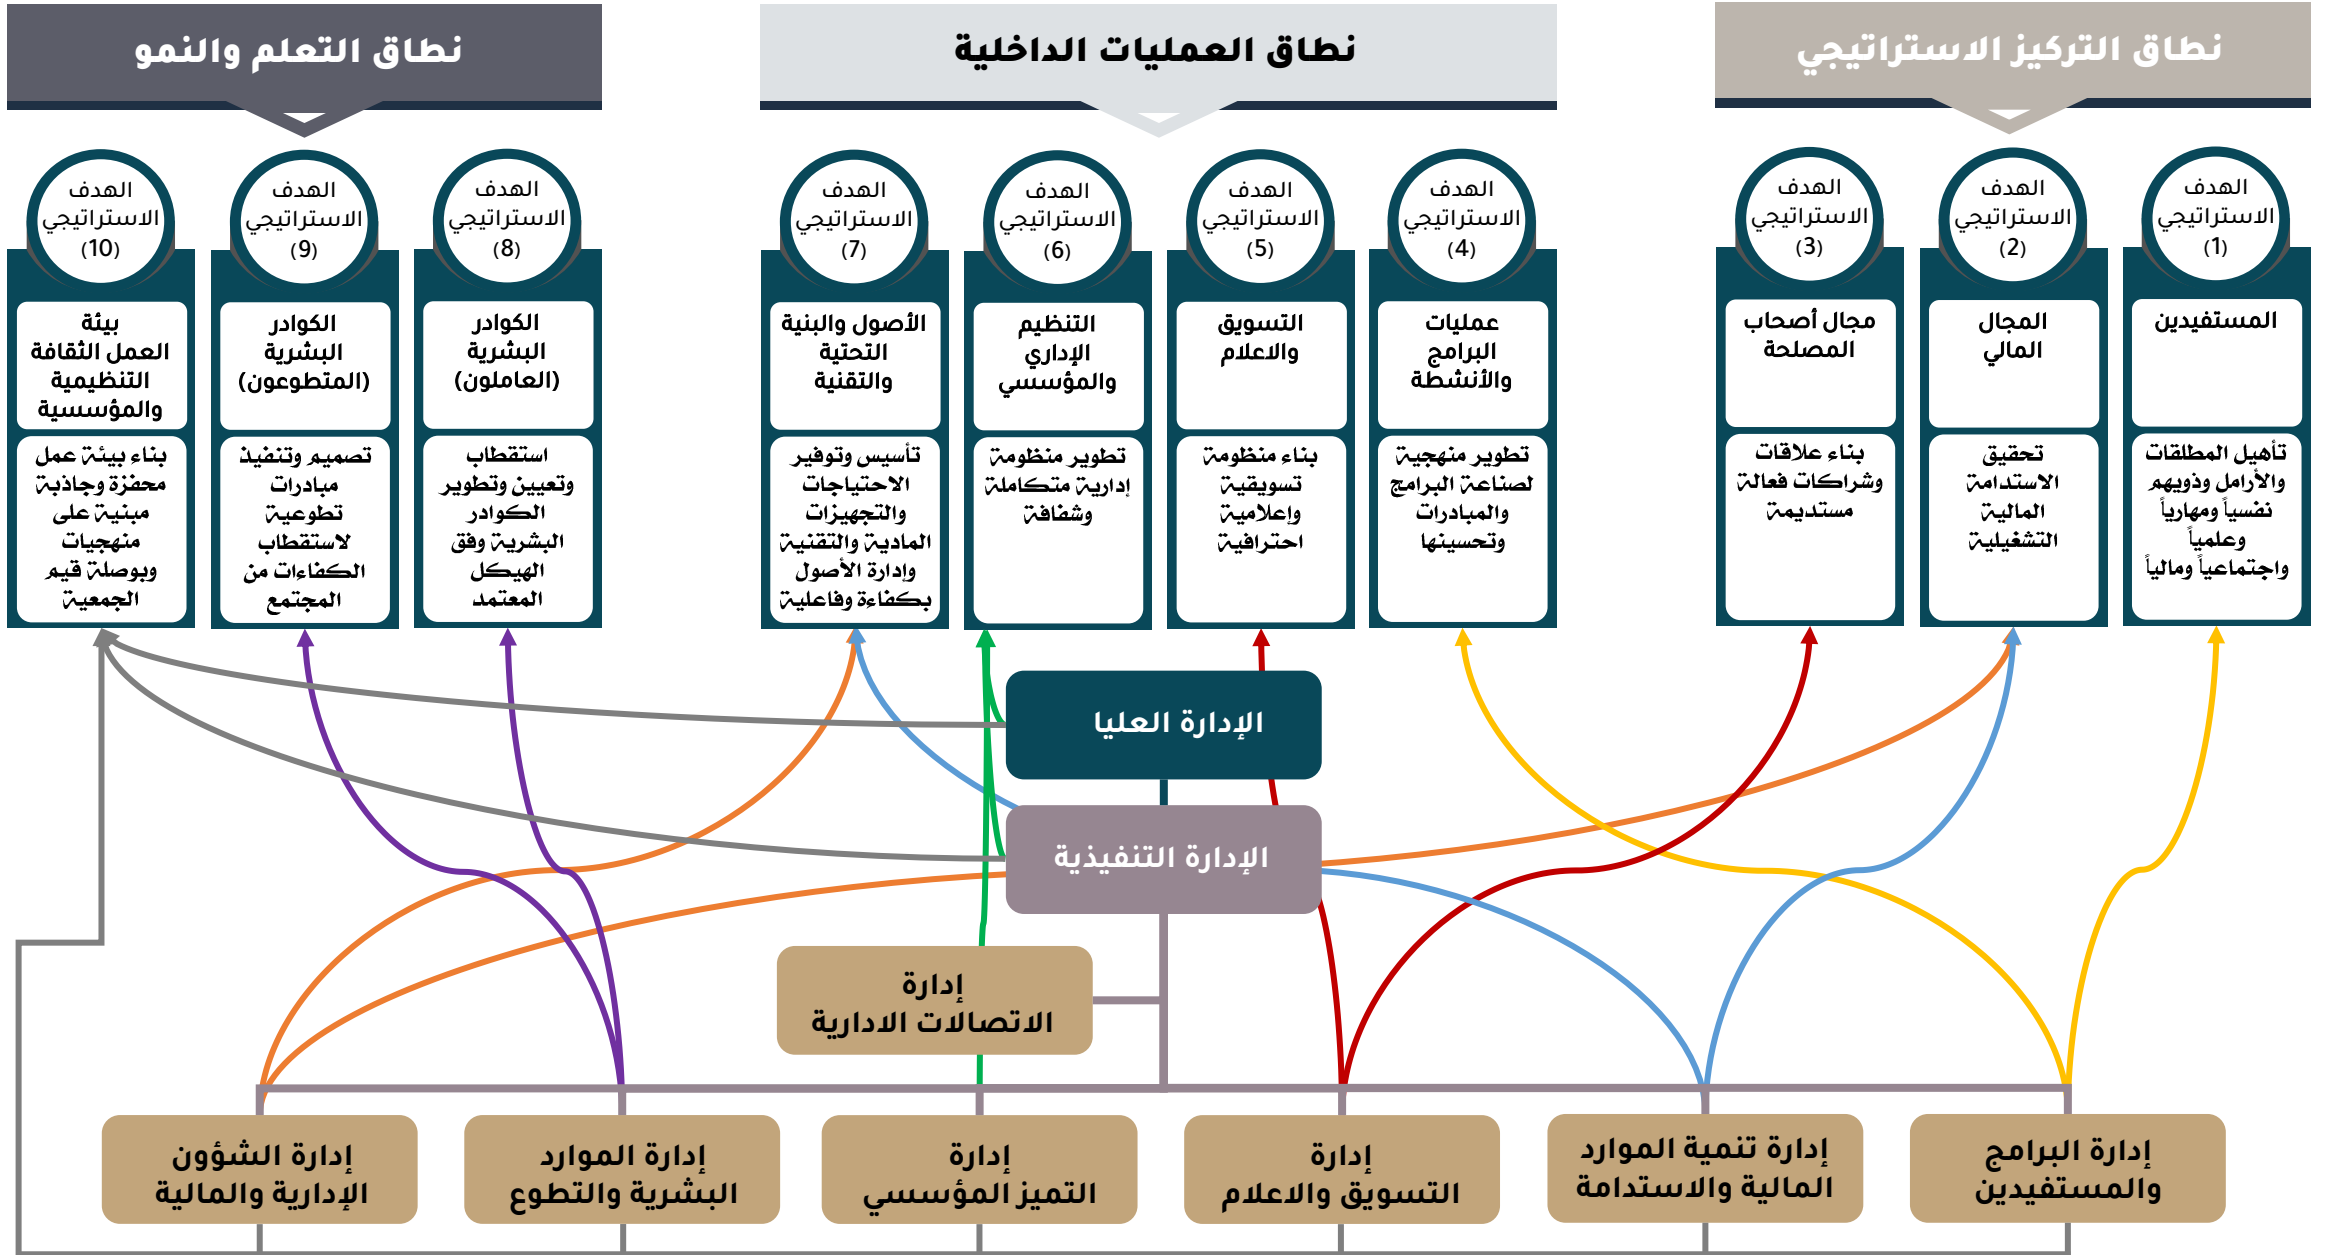 نطاق التركيز الاستراتيجي
نطاق العمليات الداخلية
نطاق التعلم والنمو
الهدف
الاستراتيجي
(1)
المستفيدين
تأهيل المطلقات
والأرامل وذويهم
نفسياً ومهارياً
وعلمياً
واجتماعياً ومالياً
الهدف
الاستراتيجي
(2)
المجال
المالي
تحقيق
الاستدامة
المالية
التشغيلية
الهدف
الاستراتيجي
(3)
مجال أصحاب
المصلحة
بناء علاقات
وشراكات فعالة
مستديمة
الهدف
الاستراتيجي
(4)
عمليات
البرامج
والأنشطة
تطوير منهجية
لصناعة البرامج
والمبادرات
وتحسينها
الهدف
الاستراتيجي
(5)
التسويق
والاعلام
بناء منظومة
تسويقية
وإعلامية
احترافية
الهدف
الاستراتيجي
(6)
التنظيم
الإداري
والمؤسسي
تطوير منظومة
إدارية متكاملة
وشفافة
الهدف
الاستراتيجي
(7)
الأصول والبنية
التحتية
والتقنية
تأسيس وتوفير
الاحتياجات
والتجهيزات
المادية والتقنية
وإدارة الأصول
بكفاءة وفاعلية
الهدف
الاستراتيجي
(8)
الكوادر
البشرية
(العاملون)
استقطاب
وتعيين وتطوير
الكوادر
البشرية وفق
الهيكل
المعتمد
الهدف
الاستراتيجي
(9)
الكوادر
البشرية
(المتطوعون)
تصميم وتنفيذ
مبادرات
تطوعية
لاستقطاب
الكفاءات من
المجتمع
الهدف
الاستراتيجي
(10)
بيئة
العمل الثقافة
التنظيمية
والمؤسسية
بناء بيئة عمل
محفزة وجاذبة
مبنية على
منهجيات
وبوصلة قيم
الجمعية
الإدارة العليا
الإدارة التنفيذية
إدارة
الاتصالات الادارية
إدارة البرامج
والمستفيدين
إدارة تنمية الموارد
المالية والاستدامة
إدارة
التسويق والاعلام
إدارة
التميز المؤسسي
إدارة الموارد
البشرية والتطوع
إدارة الشؤون
الإدارية والمالية